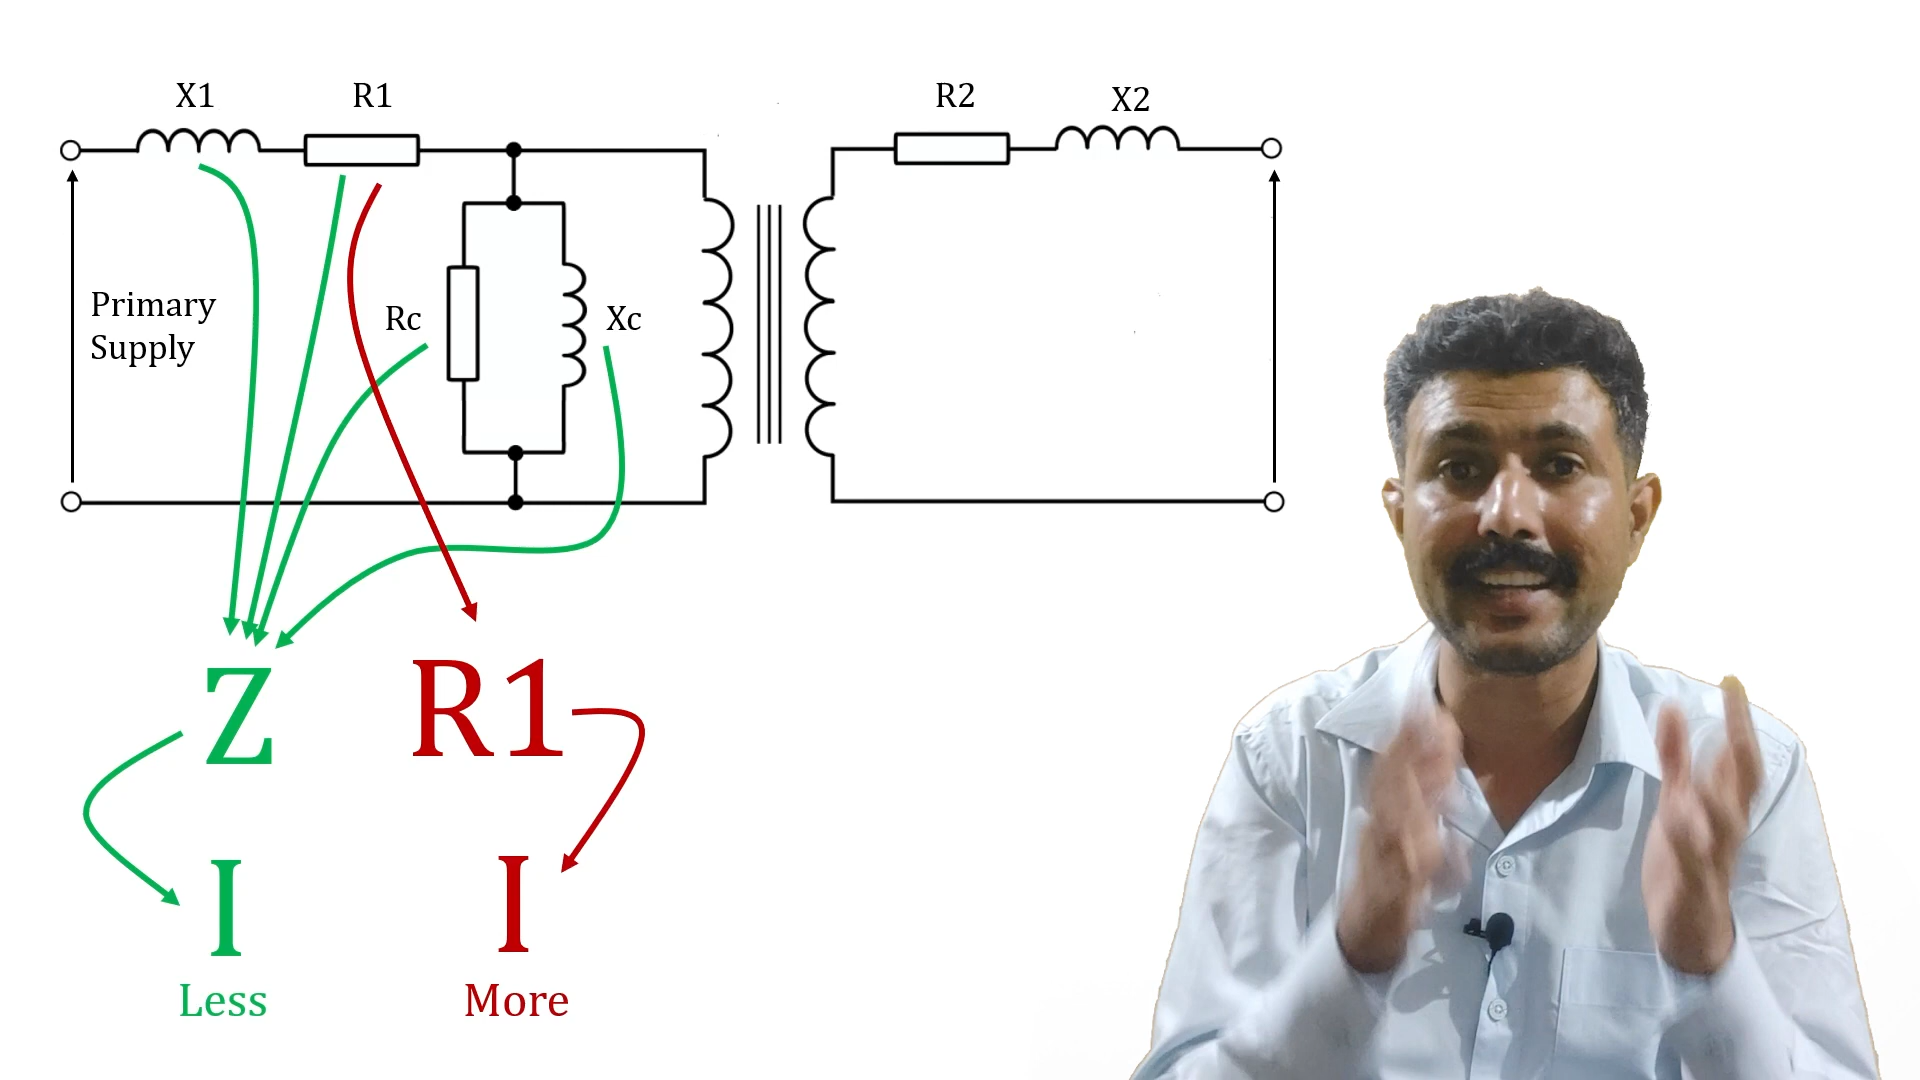 X1
R1
R2
X2
Primary
Supply
Rc
Xc
Z
R1
I
I
Less
More